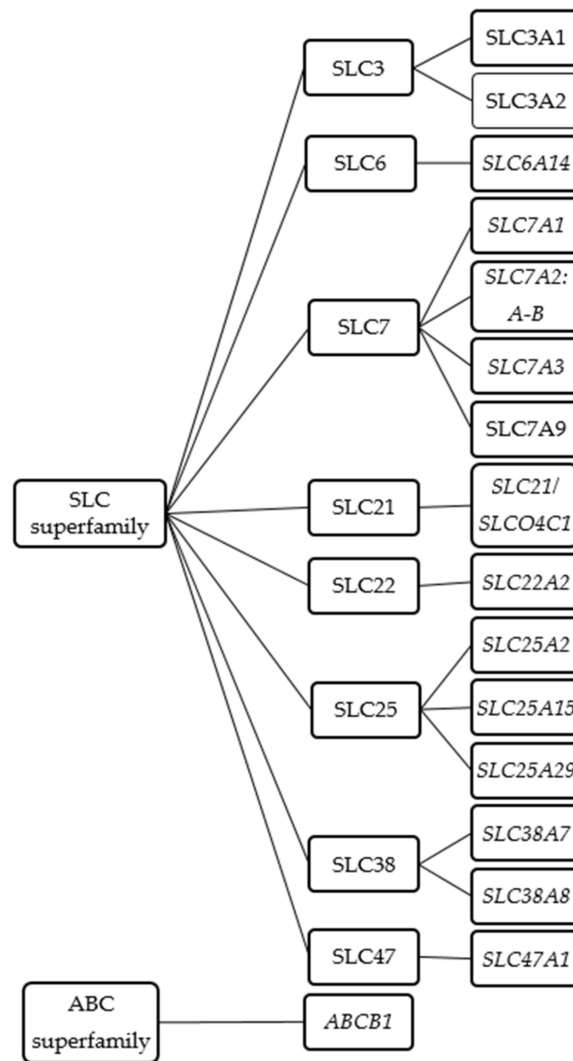 SLC3
SLC3A1
SLC3A2
SLC6
SLC6A14
SLC7
SLC7A1
SLC7A2:
A-B
SLC7A3
SLC7A9
SLC
superfamily
SLC21
SLC21/
SLCO4C1
SLC22
SLC22A2
SLC25
SLC25A2
SLC25A15
SLC25A29
SLC38
SLC38A7
SLC38A8
SLC47
SLC47A1
ABC
superfamily
ABCB1